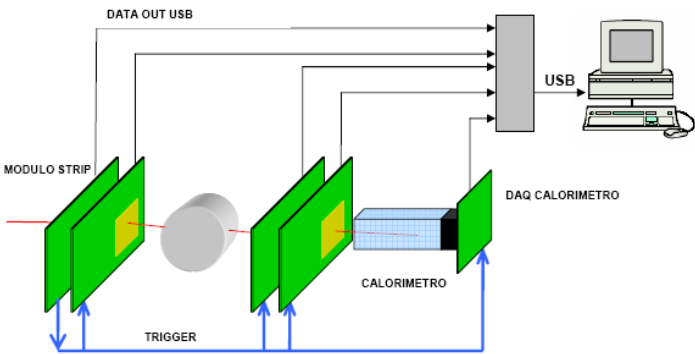 DATA OUT USB
USB
MODULO STRIP
DAQ CALORIMETRO
CALORIMETRO
TRIGGER